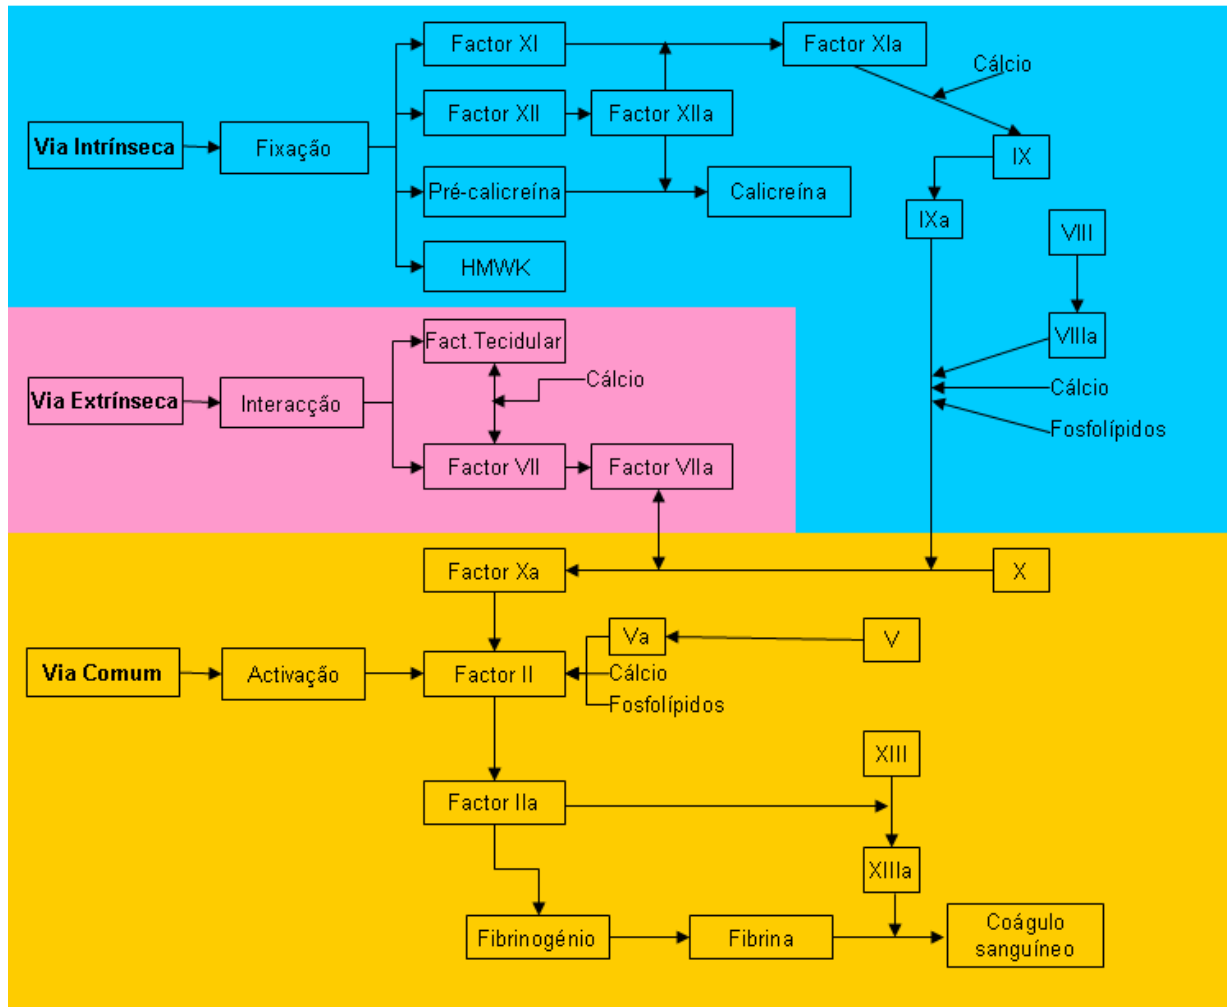 Factor XI
Factor XIa
Cálcio
Factor XII
Factor XIIa
Via Intrínseca
Fixação
IX
Pré-calicreína
Calicreína
IXa
VIII
HMWK
VIIIa
Fact.Tecidular
Cálcio
Cálcio
Via Extrínseca
Interacção
Fosfolípidos
Factor VII
Factor VIIa
Factor Xa
X
Va
V
Via Comum
Activação
Factor II
Cálcio
Fosfolípidos
XIII
Factor IIa
XIIIa
Fibrinogénio
Fibrina
Coágulo
sanguíneo